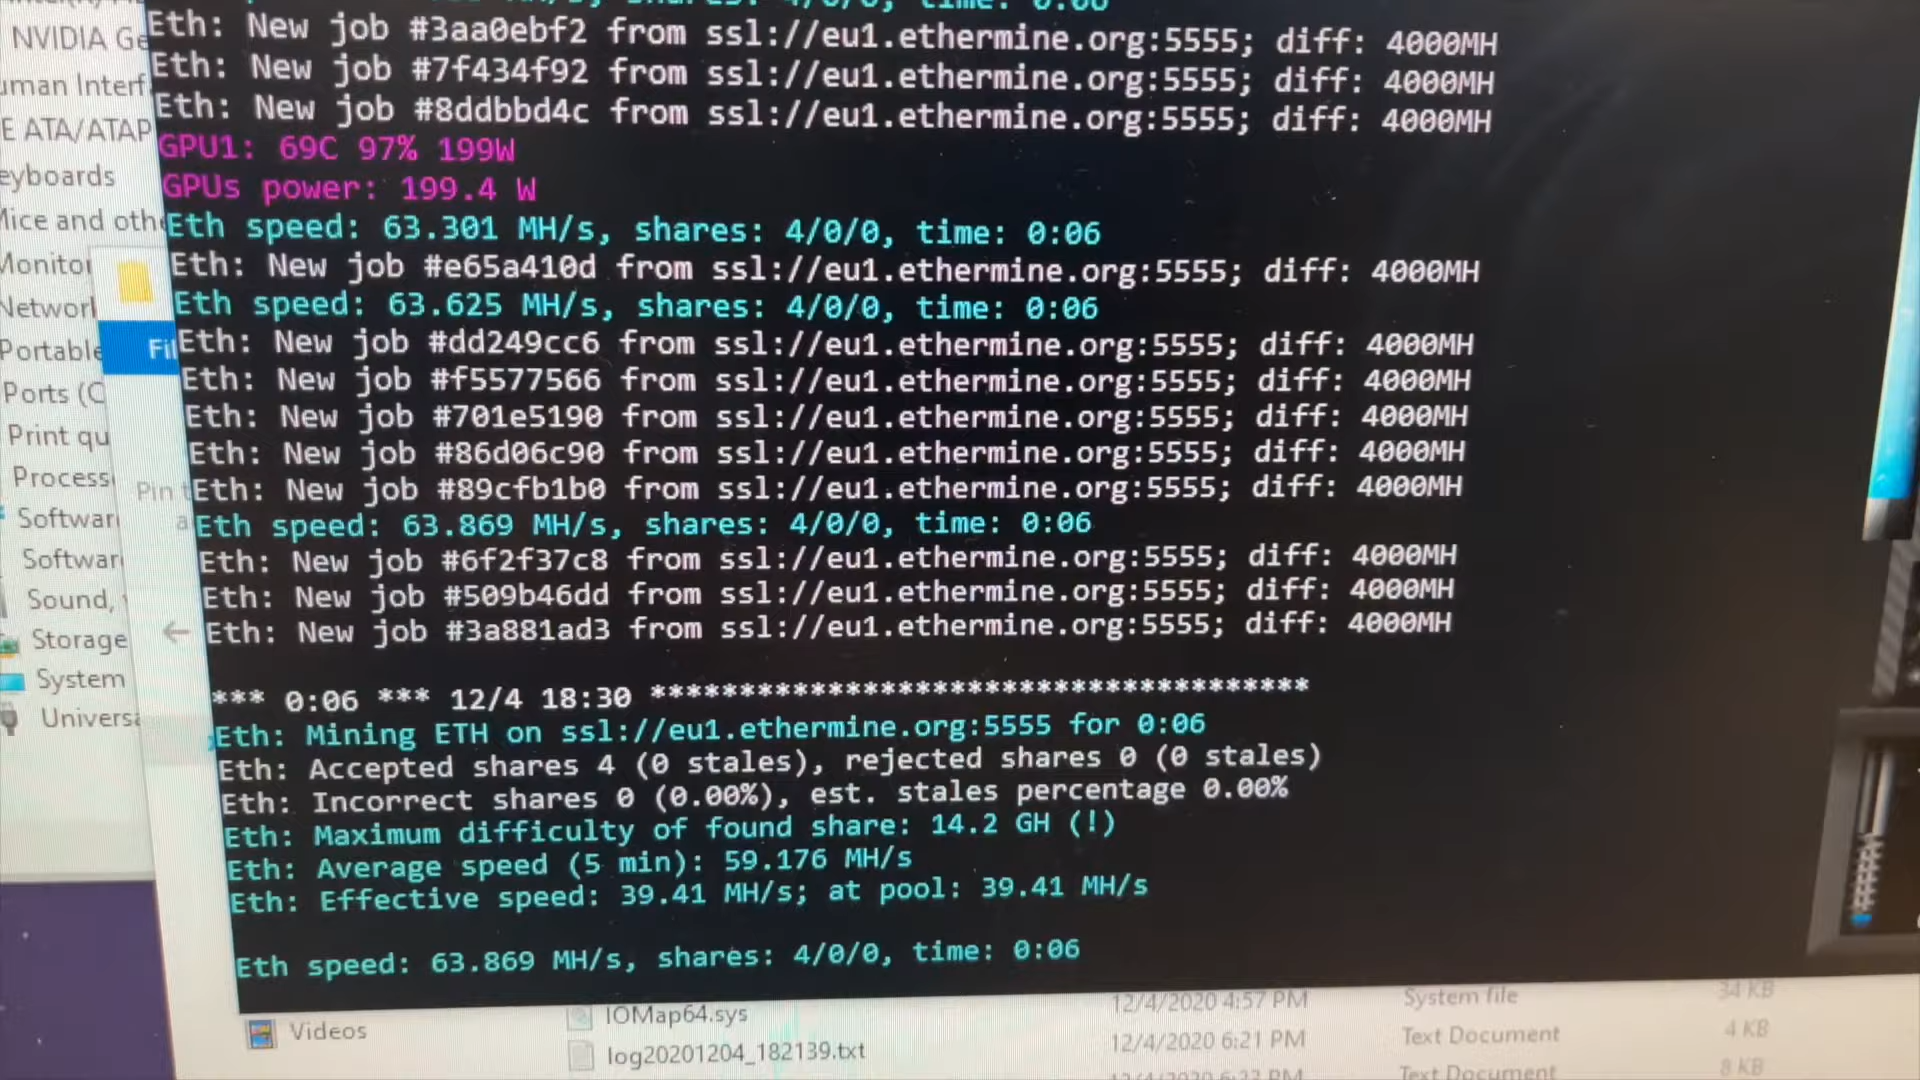 Eth: New job #3aa0ebf2 from ssl://eu1.ethermine.org:5555; diff: 4000MH
Eth: New job #7f434f92 from ssl://eu1.ethermine.org:5555; diff: 4000MH
Eth: New job #8ddbbd4c from ssl://eu1.ethermine.org:5555; diff: 4000MH
GPU1: 69C 97% 199W
GPUs power: 199.4 W
Eth speed: 63.301 MH/s, shares: 4/0/0, time: 0:06
Eth: New job #e65a410d from ssl://eu1.ethermine.org:5555; diff: 4000MH
Eth speed: 63.625 MH/s, shares: 4/0/0, time: 0:06
Eth: New job #dd249cc6 from ssl://eu1.ethermine.org:5555; diff: 4000MH
Eth: New job #f5577566 from ssl://eu1.ethermine.org:5555; diff: 4000MH
Eth: New job #701e5190 from ssl://eu1.ethermine.org:5555; diff: 4000MH
Eth: New job #86d06c90 from ssl://eu1.ethermine.org:5555; diff: 4000MH
Eth: New job #89cfb1b0 from ssl://eu1.ethermine.org:5555; diff: 4000MH
Eth speed: 63.869 MH/s, shares: 4/0/0, time: 0:06
Eth: New job #6f2f37c8 from ssl://eu1.ethermine.org:5555; diff: 4000MH
Eth: New job #509b46dd from ssl://eu1.ethermine.org:5555; diff: 4000MH
Eth: New job #3a881ad3 from ssl://eu1.ethermine.org:5555; diff: 4000MH
*** 0:06 *** 12/4 18:30 **************************************
Eth: Mining ETH on ssl://eu1.ethermine.org:5555 for 0:06
Eth: Accepted shares 4 (0 stales), rejected shares 0 (0 stales)
Eth: Incorrect shares 0 (0.00%), est. stales percentage 0.00%
Eth: Maximum difficulty of found share: 14.2 GH (!)
Eth: Average speed (5 min): 59.176 MH/s
Eth: Effective speed: 39.41 MH/s; at pool: 39.41 MH/s
Eth speed: 63.869 MH/s, shares: 4/0/0, time: 0:06
NVIDIA
E ATA/ATAP
Mice and
Ports (C
Print
Sound,
Storage
System
Pin
Videos
IOMap64.sys 12/4/2020 4:57 PM System file 34 KB
log20201204_182139.txt 12/4/2020 6:21 PM Text Document 4 KB
12/4/2020 6:23 PM Text Document 8 KB